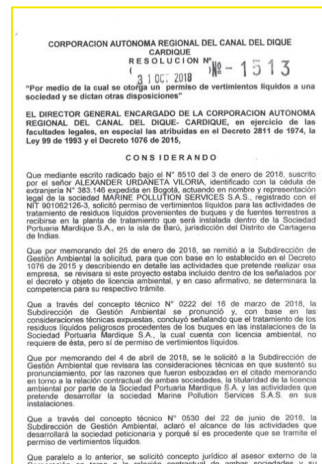 CORPORACION AUTONOMA REGIONAL DEL CANAL DEL DIQUE
CARDIQUE
RESOLUCION Nº Nº - 1513
31 OCT. 2018
"Por medio de la cual se otorga un permiso de vertimientos líquidos a una
sociedad y se dictan otras disposiciones"
EL DIRECTOR GENERAL ENCARGADO DE LA CORPORACION AUTONOMA
REGIONAL DEL CANAL DEL DIQUE- CARDIQUE, en ejercicio de las
facultades legales, en especial las atribuidas en el Decreto 2811 de 1974, la
Ley 99 de 1993 y el Decreto 1076 de 2015,
CONSIDERANDO
Que mediante escrito radicado bajo el Nº 8510 del 3 de enero de 2018, suscrito
por el señor ALEXANDER URDANETA VILORIA, identificado con la cédula de
extranjería Nº 383.146 expedida en Bogotá, actuando en nombre y representación
legal de la sociedad MARINE POLLUTION SERVICES S.A.S., registrado con el
NIT 901062126-3, solicitó permiso de vertimientos líquidos para las actividades de
tratamiento de residuos líquidos provenientes de buques y de fuentes terrestres a
recibirse en la planta de tratamiento que será instalada dentro de la Sociedad
Portuaria Mardique S.A., en la isla de Barú, jurisdicción del Distrito de Cartagena
de Indias.
Que por memorando del 25 de enero de 2018, se remitió a la Subdirección de
Gestión Ambiental la solicitud, para que con base en lo establecido en el Decreto
1076 de 2015 y describiendo en detalle las actividades que pretende realizar esa
empresa, se revisara si este proyecto estaba incluido dentro de los señalados por
el decreto y objeto de licencia ambiental, y en caso afirmativo, se determinara la
competencia para su respectivo trámite.
Que a través del concepto técnico Nº 0222 del 16 de marzo de 2018, la
Subdirección de Gestión Ambiental se pronunció y, con base en las
consideraciones técnicas expuestas, concluyó señalando que el tratamiento de los
residuos líquidos peligrosos procedentes de los buques en las instalaciones de la
Sociedad Portuaria Mardique S.A., la cual cuenta con licencia ambiental, no
requiere de ésta, pero sí de un permiso de vertimientos líquidos.
Que por memorando del 4 de abril de 2018, se le solicitó a la Subdirección de
Gestión Ambiental que revisara las consideraciones técnicas en que sustentó su
pronunciamiento, por las razones que fueron esbozadas en el citado memorando
en torno a la relación contractual de ambas sociedades, la titularidad de la licencia
ambiental por parte de la Sociedad Portuaria Mardique S.A. y las actividades que
pretende desarrollar la sociedad Marine Pollution Services S.A.S. en sus
instalaciones.
Que a través del concepto técnico Nº 0530 del 22 de junio de 2018, la
Subdirección de Gestión Ambiental, aclaró el alcance de las actividades que
desarrollará la sociedad peticionaria y porqué sí es procedente que se tramite el
permiso de vertimientos líquidos.
Que paralelo a lo anterior, se solicitó concepto jurídico al asesor externo de la